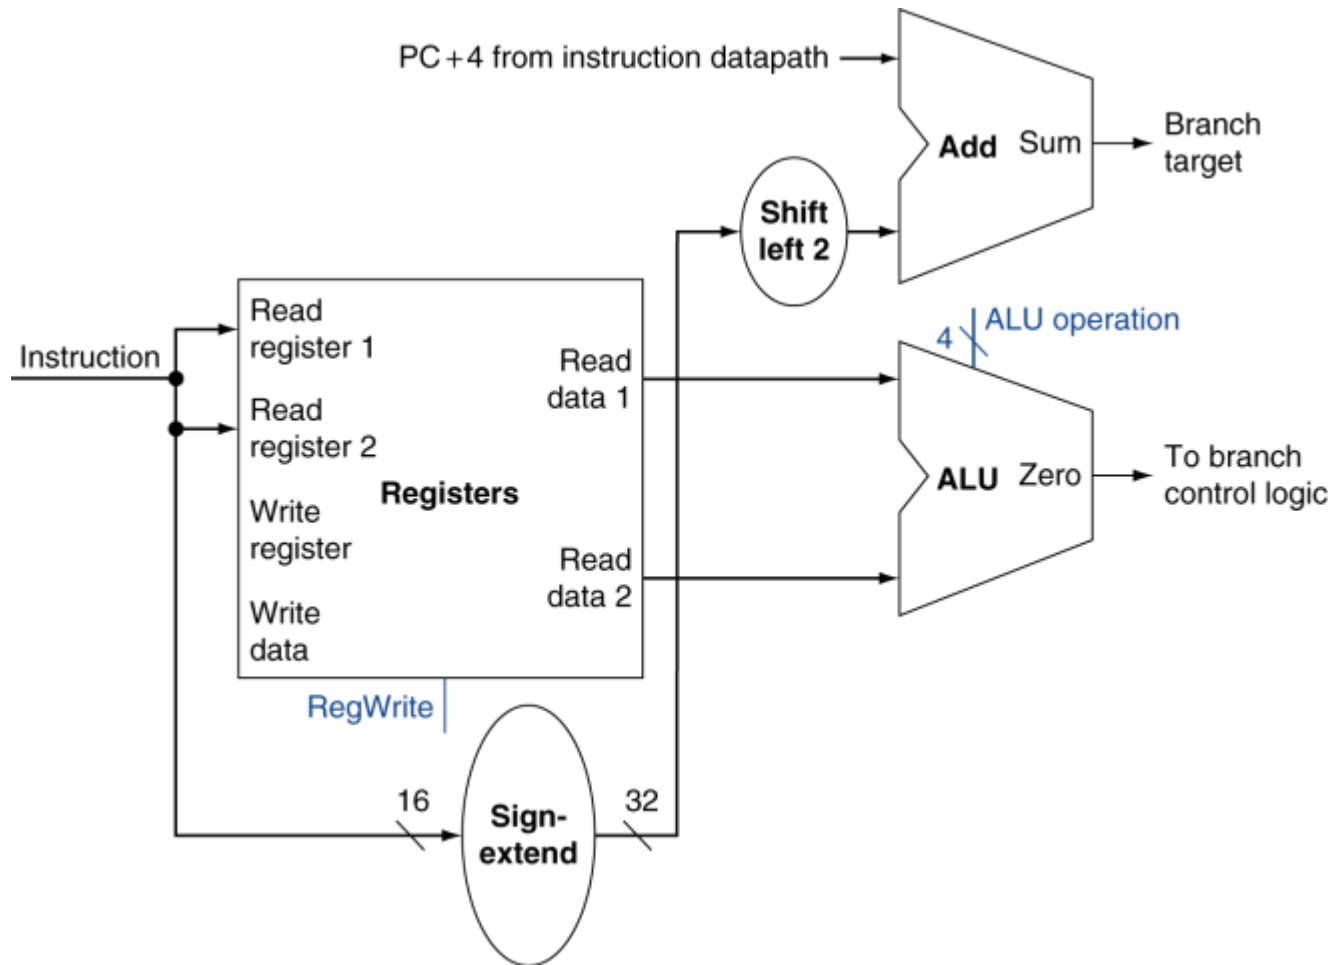 PC + 4 from instruction datapath
Add Sum
Branch
target
Shift
left 2
Read
register 1
Instruction
Read
data 1
4
ALU operation
Read
register 2
Registers
ALU Zero
To branch
control logic
Write
register
Read
data 2
Write
data
RegWrite
16
Sign-
extend
32